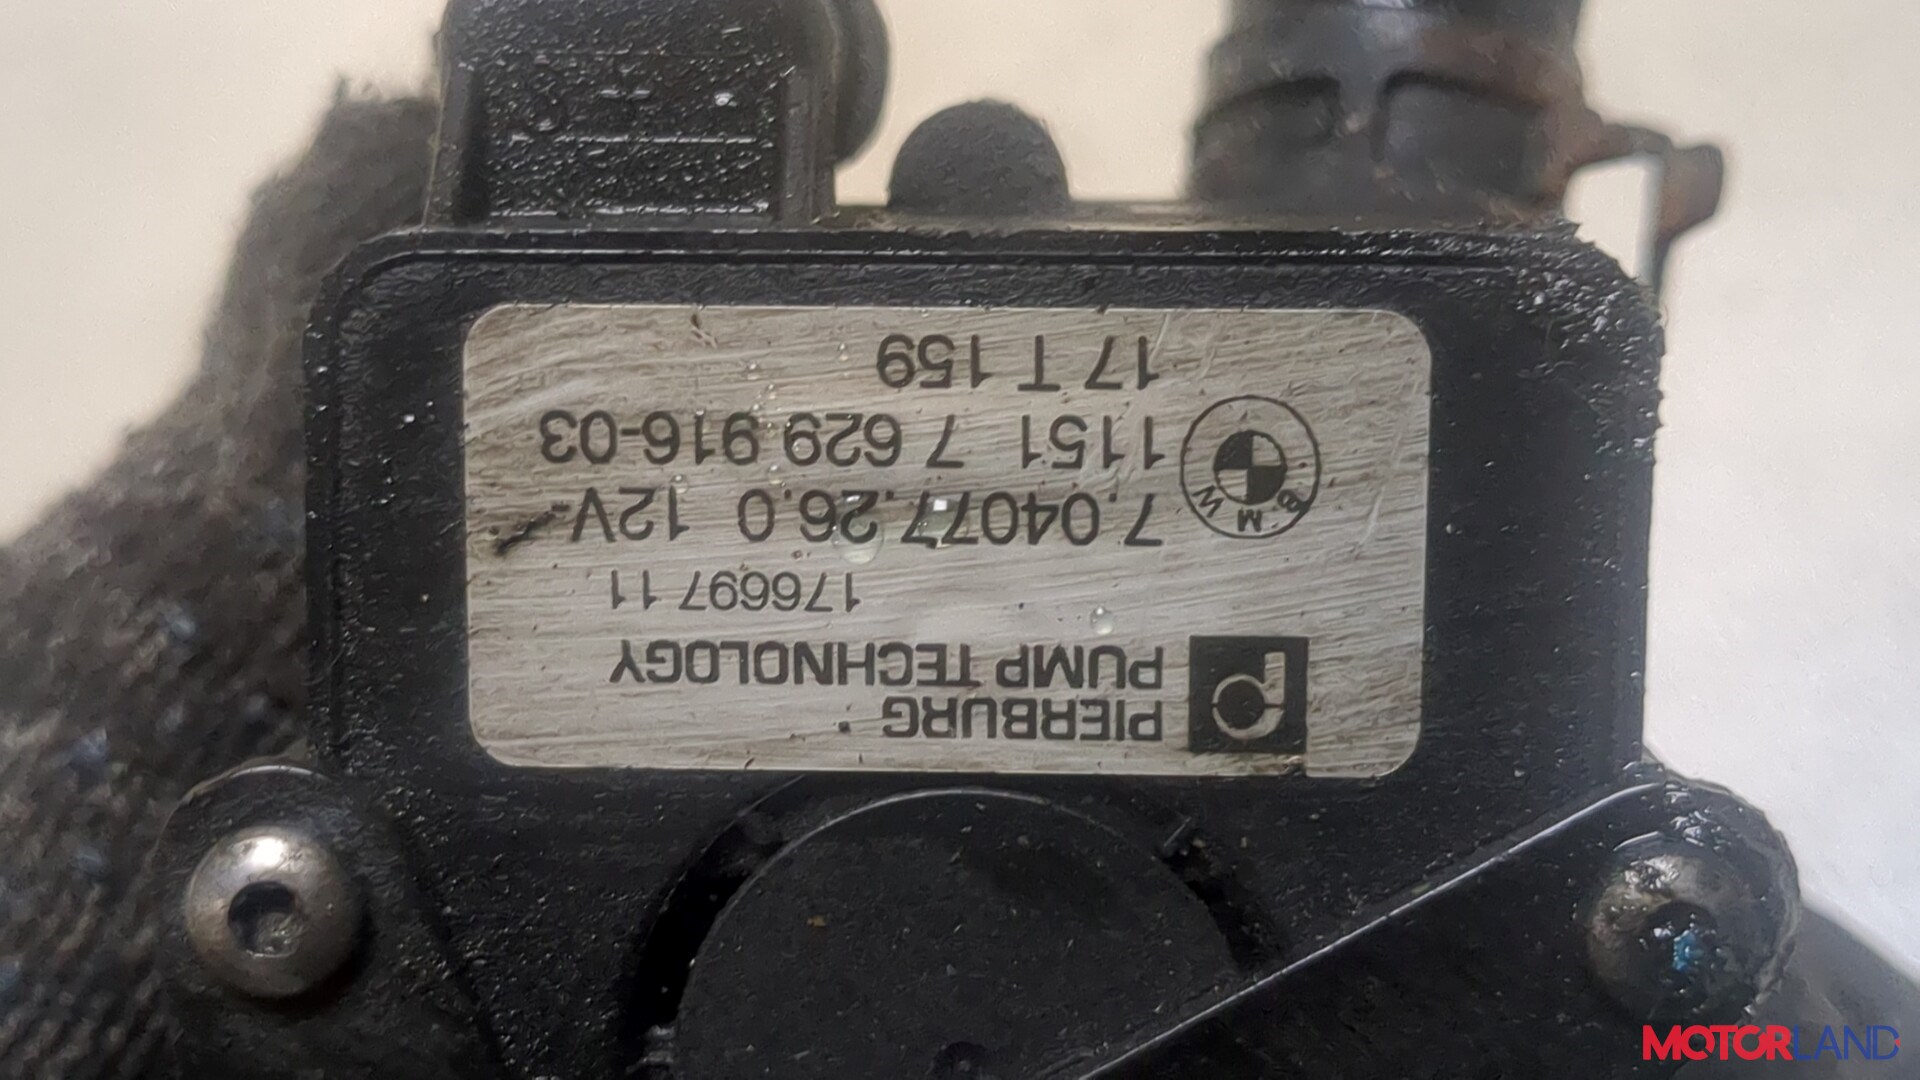 PIERBURG
PUMP TECHNOLOGY
176697 11
7.04077.26.0 12V
BMW
1151 7 629 916-03
17 T 159
MOTORLAND